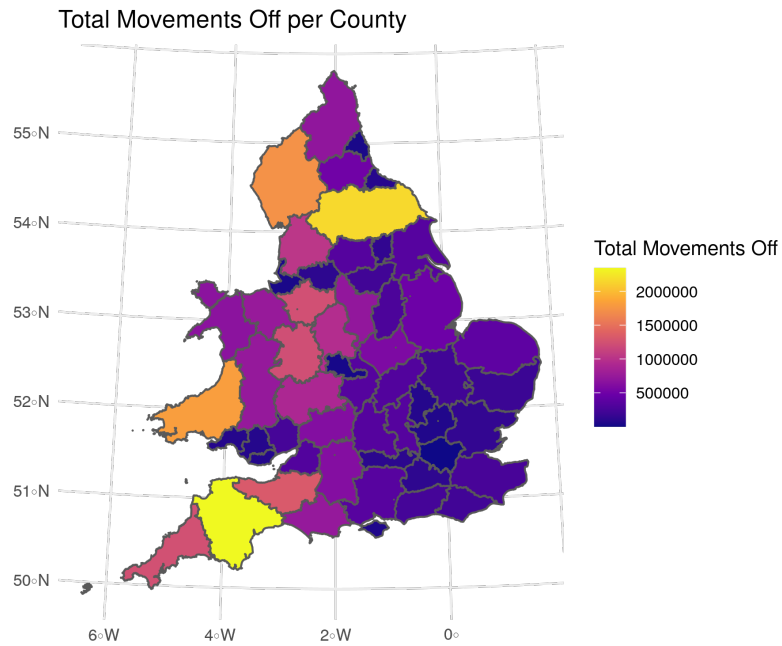 Total Movements Off per County
55◦N
54◦N
53◦N
52◦N
51◦N
50◦N
6◦W
4◦W
2◦W
0◦
Total Movements Off
2000000
1500000
1000000
500000